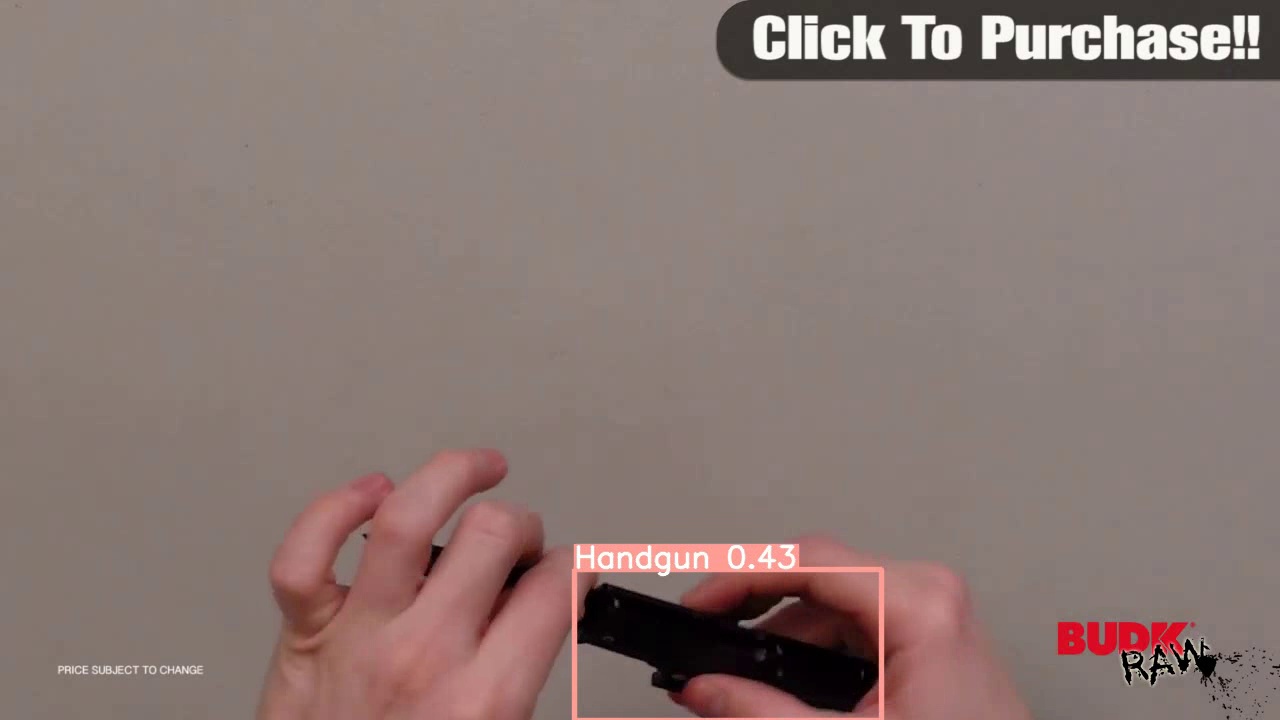 Click To Purchase!!
Handgun 0.43
BUDK®
RAW
PRICE SUBJECT TO CHANGE